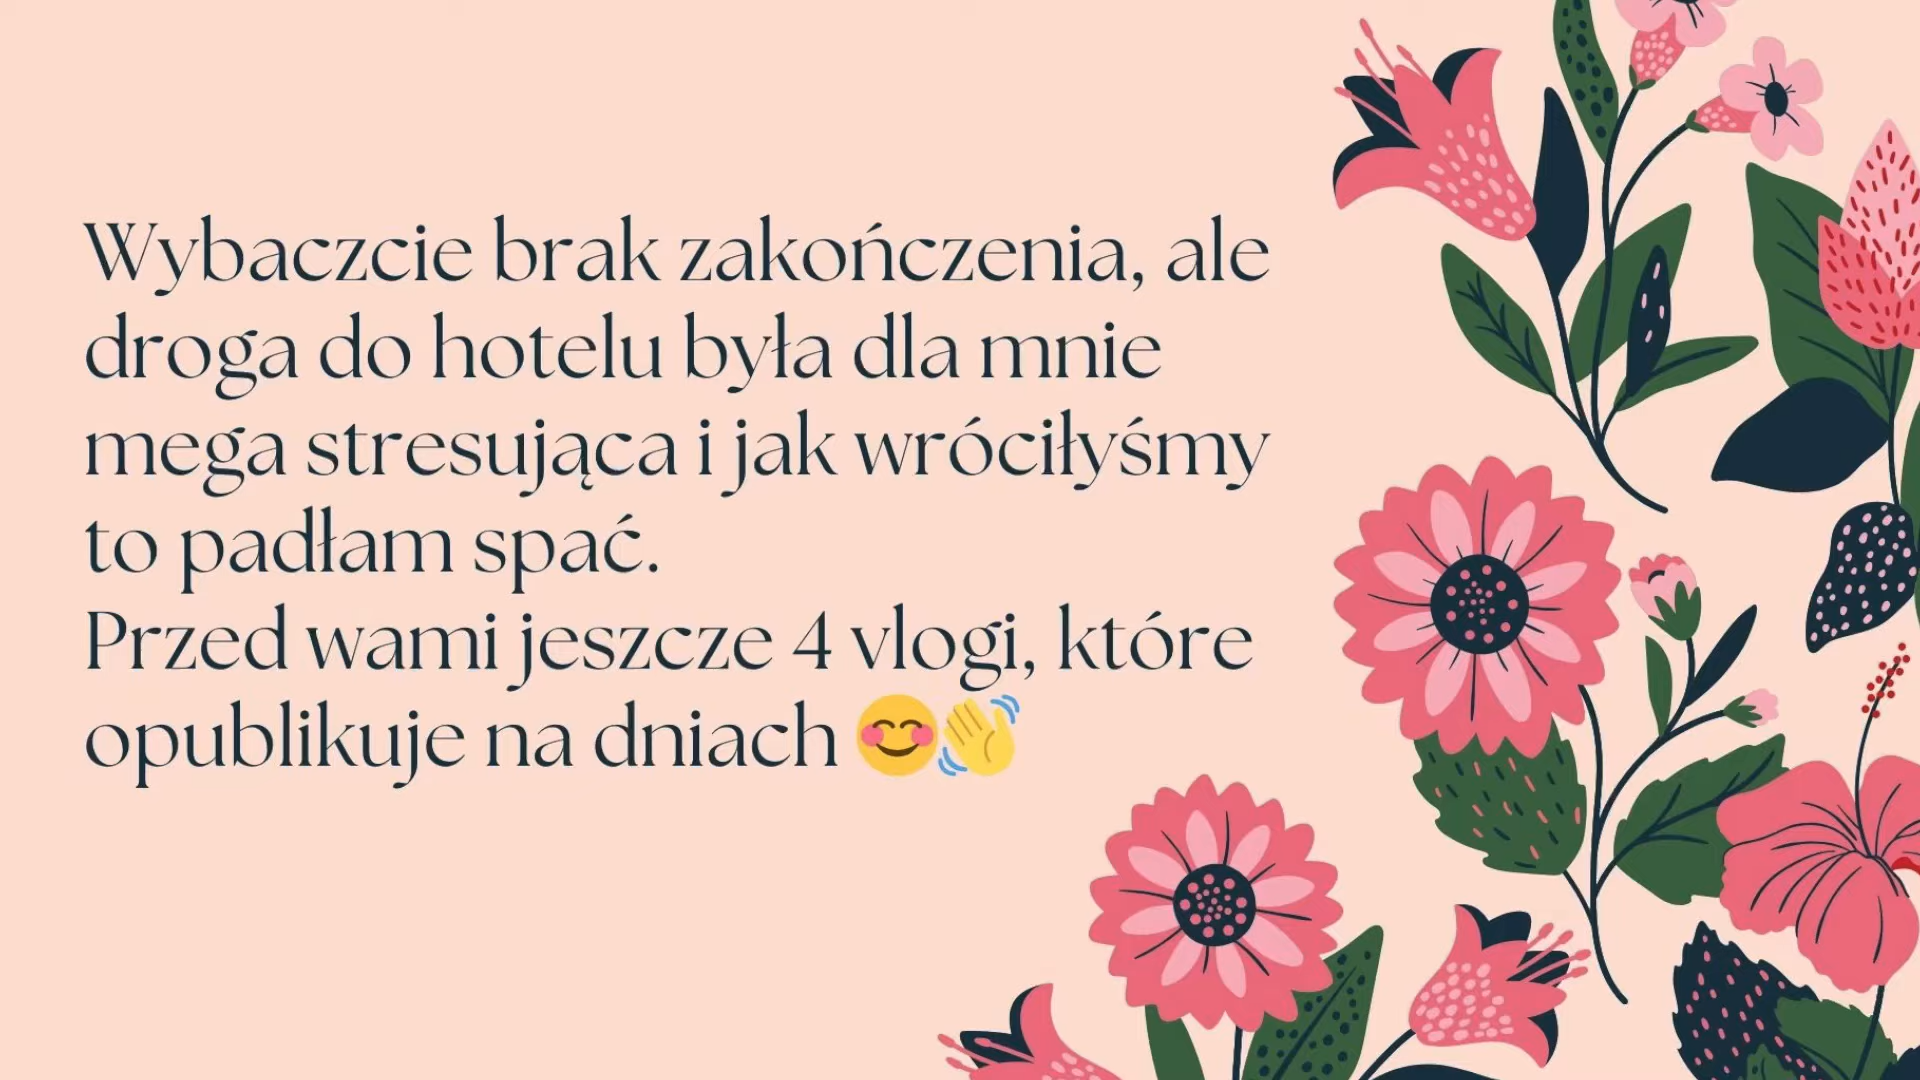 Wybaczcie brak zakończenia, ale
droga do hotelu była dla mnie
mega stresująca i jak wróciłyśmy
to padłam spać.
Przed wami jeszcze 4 vlogi, które
opublikuje na dniach 😊👋